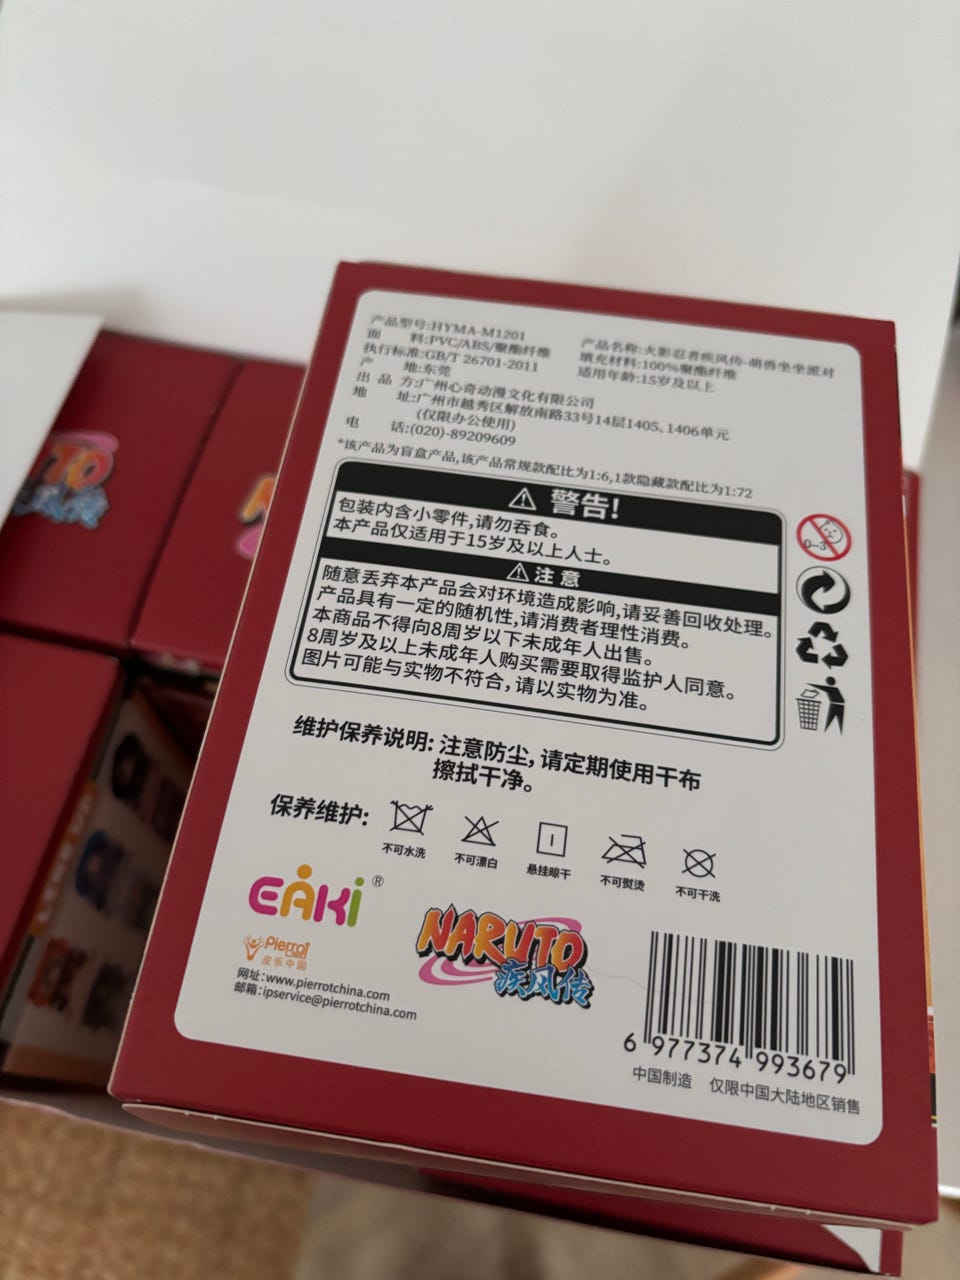 产品型号:HYMA-M1201
产品名称:火影忍者疾风传-萌兽坐坐派对
面 料:PVC/ABS/聚酯纤维
填充材料:100%聚酯纤维
执行标准:GB/T 26701-2011
适用年龄:15岁及以上
产 地:东莞
出 品 方:广州心奇动漫文化有限公司
地 址:广州市越秀区解放南路33号14层1405、1406单元
(仅限办公使用)
电 话:(020)-89209609
*该产品为盲盒产品,该产品常规款配比为1:6,1款隐藏款配比为1:72
警告!
包装内含小零件,请勿吞食。
本产品仅适用于15岁及以上人士。
注意
随意丢弃本产品会对环境造成影响,请妥善回收处理。
产品具有一定的随机性,请消费者理性消费。
本商品不得向8周岁以下未成年人出售。
8周岁及以上未成年人购买需要取得监护人同意。
图片可能与实物不符合,请以实物为准。
0-3
维护保养说明: 注意防尘, 请定期使用干布
擦拭干净。
保养维护:
不可水洗 不可漂白 悬挂晾干 不可熨烫 不可干洗
EAKi®
Pierrot
China
皮乐中国
网址:www.pierrotchina.com
邮箱:ipservice@pierrotchina.com
NARUTO
疾风传
6 977374 993679
中国制造 仅限中国大陆地区销售